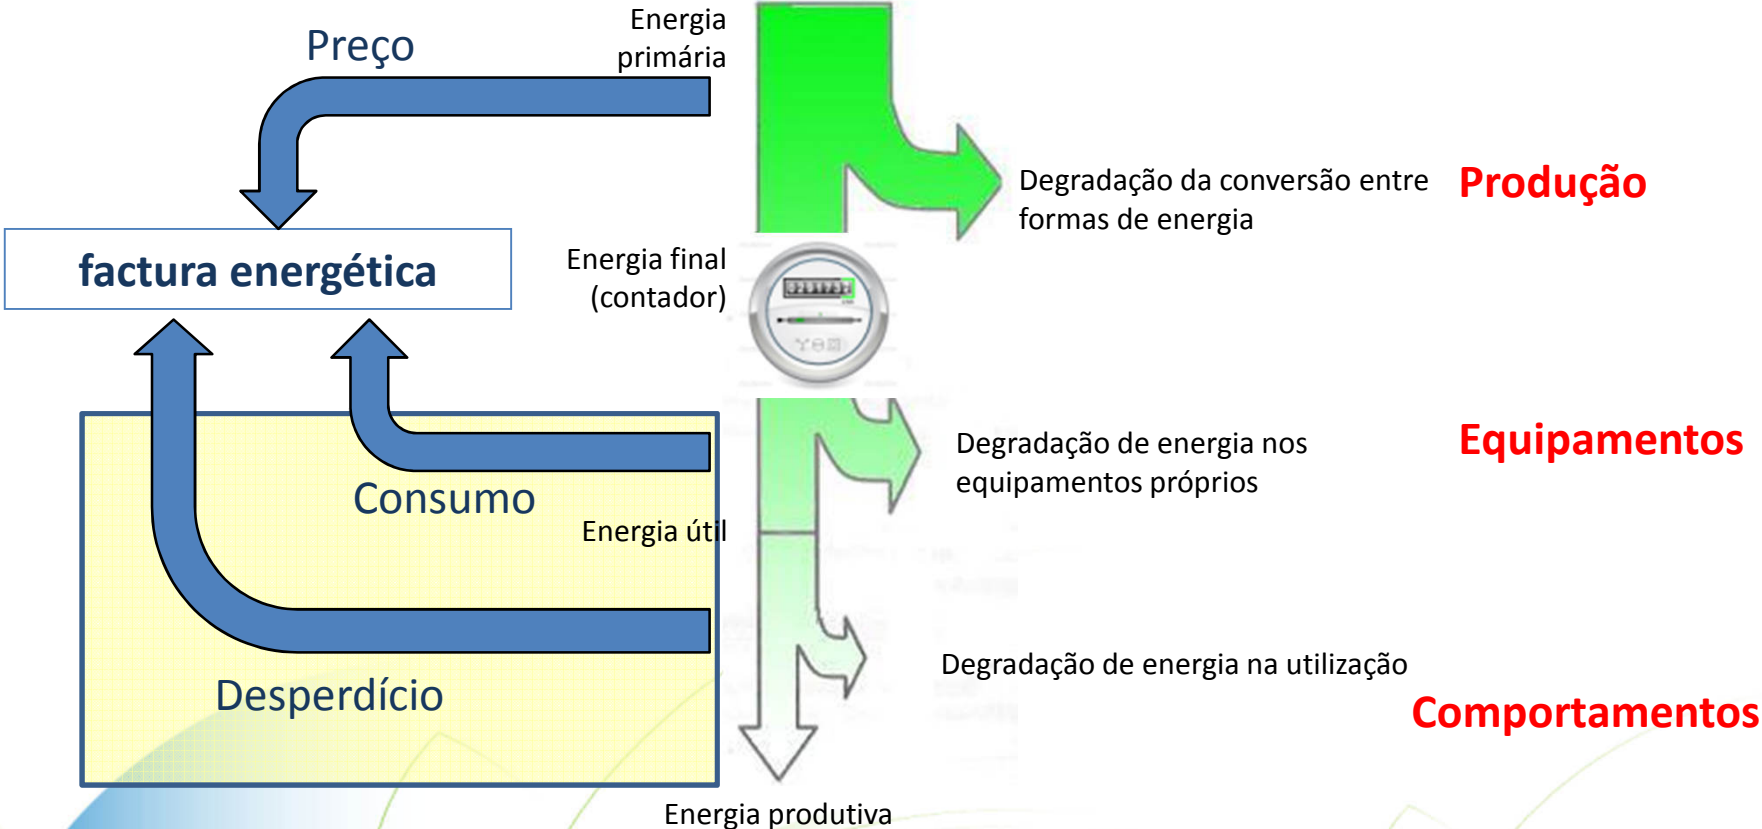 Preço
Energia
primária
Degradação da conversão entre
formas de energia
Produção
factura energética
Energia final
(contador)
Degradação de energia nos
equipamentos próprios
Equipamentos
Consumo
Energia útil
Degradação de energia na utilização
Desperdício
Comportamentos
Energia produtiva